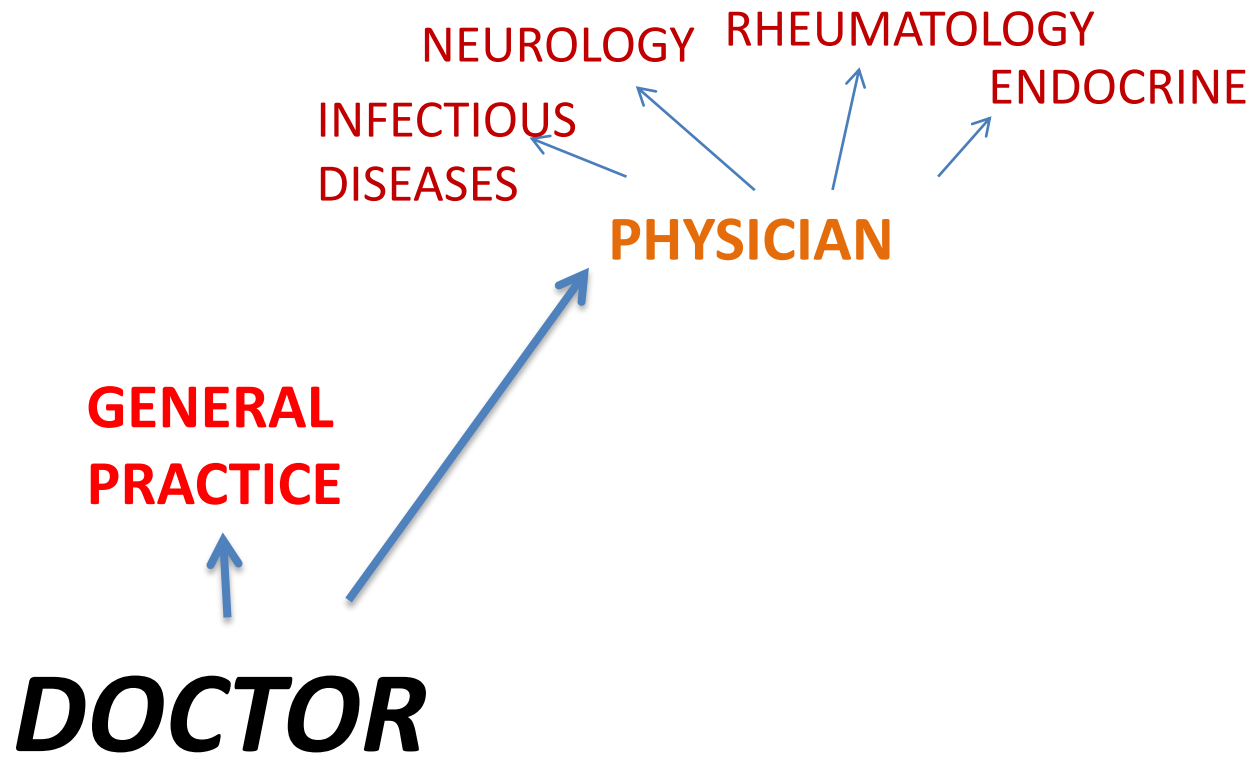 NEUROLOGY
RHEUMATOLOGY
ENDOCRINE
INFECTIOUS
DISEASES
PHYSICIAN
GENERAL
PRACTICE
DOCTOR